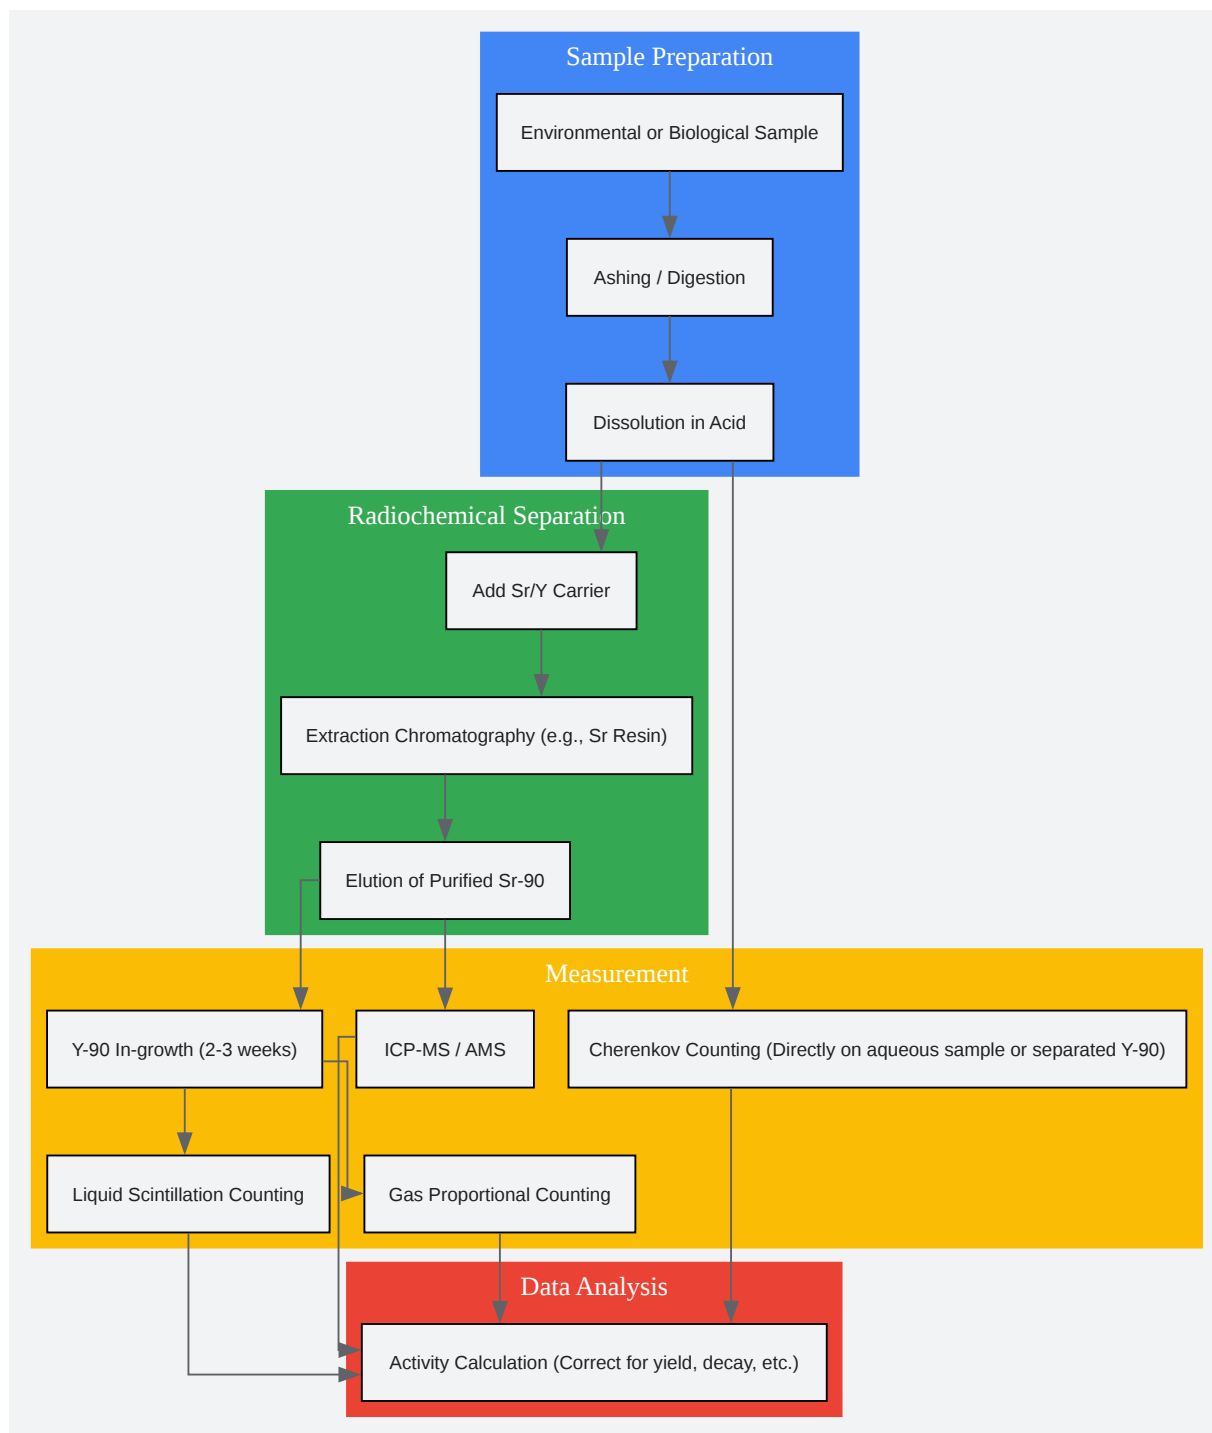 Sample Preparation
Environmental or Biological Sample
Ashing / Digestion
Dissolution in Acid
Radiochemical Separation
Add Sr/Y Carrier
Extraction Chromatography (e.g., Sr Resin)
Elution of Purified Sr-90
Measurement
Y-90 In-growth (2-3 weeks)
ICP-MS / AMS
Cherenkov Counting (Directly on aqueous sample or separated Y-90)
Liquid Scintillation Counting
Gas Proportional Counting
Data Analysis
Activity Calculation (Correct for yield, decay, etc.)